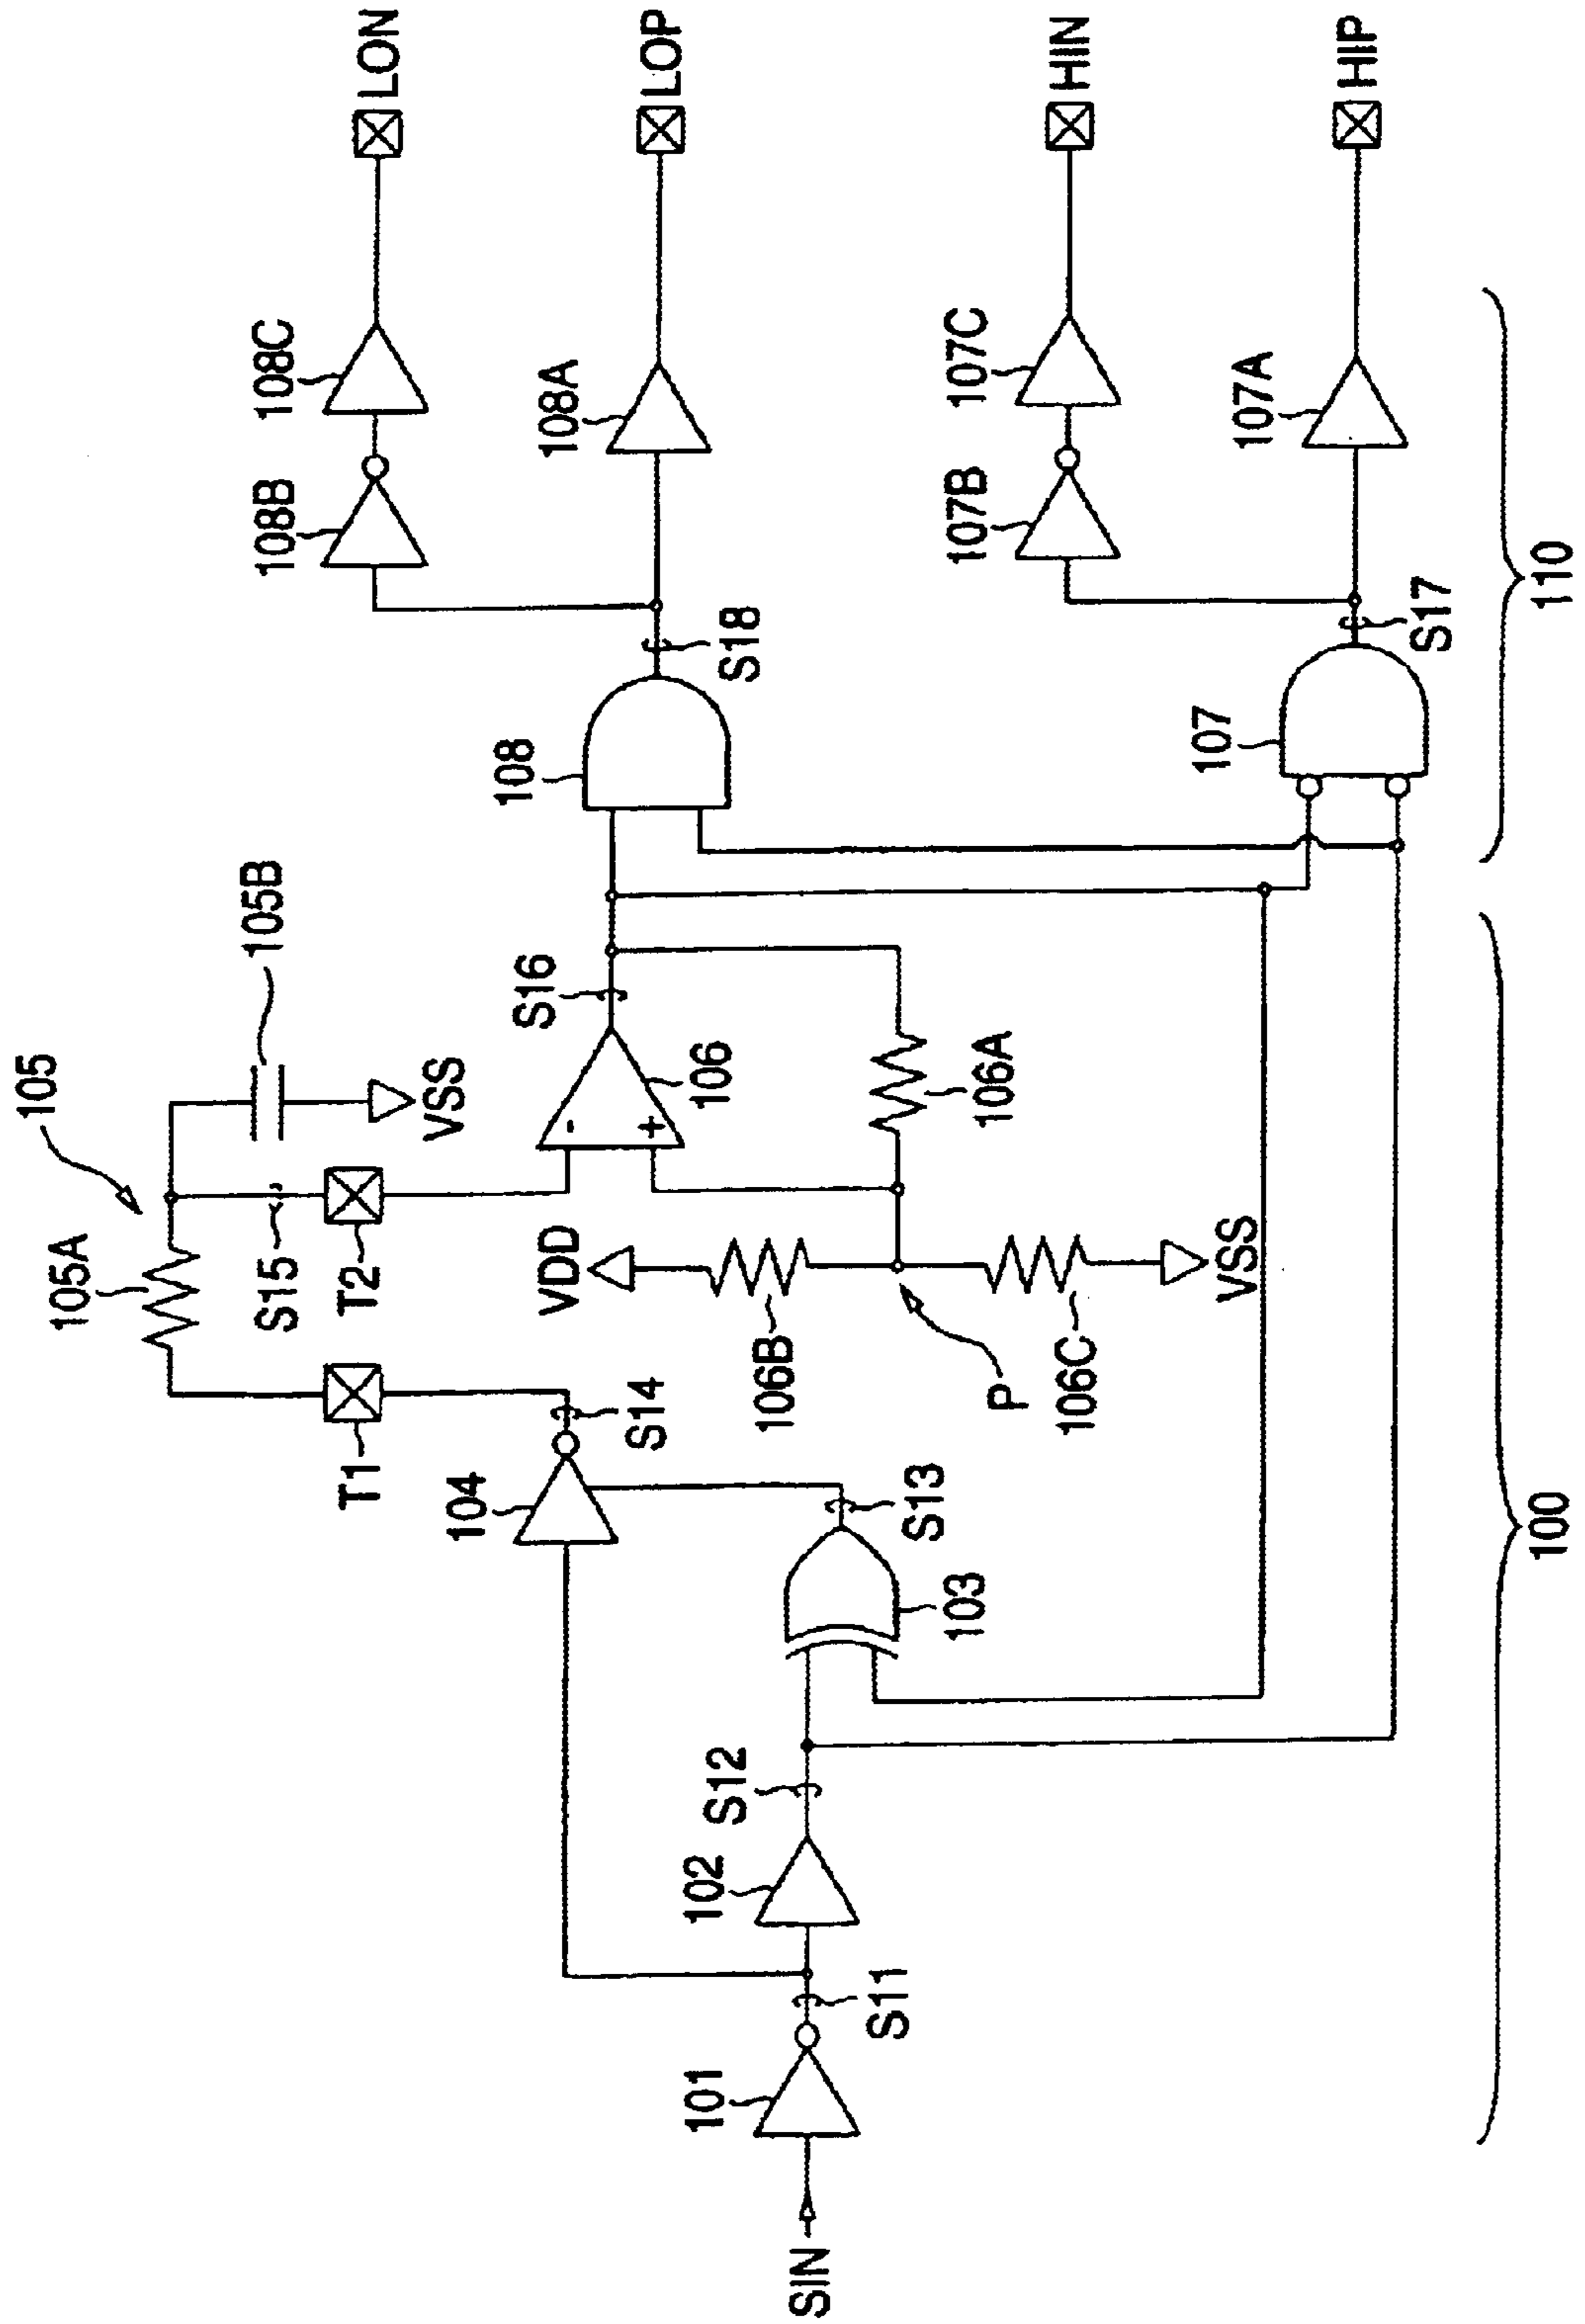 SIN
101
S11
102
S12
103
S13
104
S14
T1
105A
105
S15
T2
105B
VSS
VDD
106B
P
106C
VSS
106
106A
S16
108
S18
108B
108C
LON
108A
LOP
107
S17
107B
107C
HIN
107A
HIP
100
110
-
+